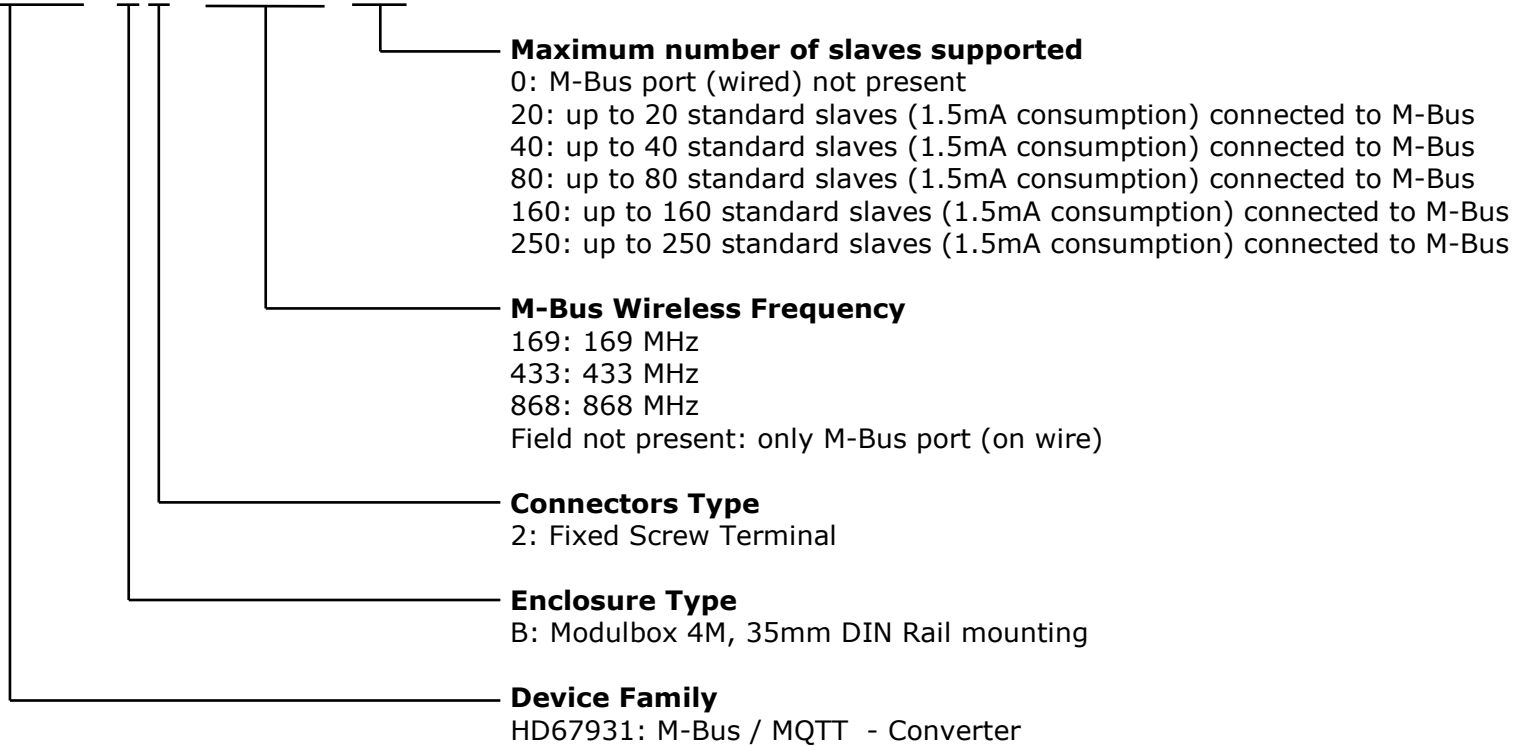 Maximum number of slaves supported
0: M-Bus port (wired) not present
20: up to 20 standard slaves (1.5mA consumption) connected to M-Bus
40: up to 40 standard slaves (1.5mA consumption) connected to M-Bus
80: up to 80 standard slaves (1.5mA consumption) connected to M-Bus
160: up to 160 standard slaves (1.5mA consumption) connected to M-Bus
250: up to 250 standard slaves (1.5mA consumption) connected to M-Bus
M-Bus Wireless Frequency
169: 169 MHz
433: 433 MHz
868: 868 MHz
Field not present: only M-Bus port (on wire)
Connectors Type
2: Fixed Screw Terminal
Enclosure Type
B: Modulbox 4M, 35mm DIN Rail mounting
Device Family
HD67931: M-Bus / MQTT - Converter